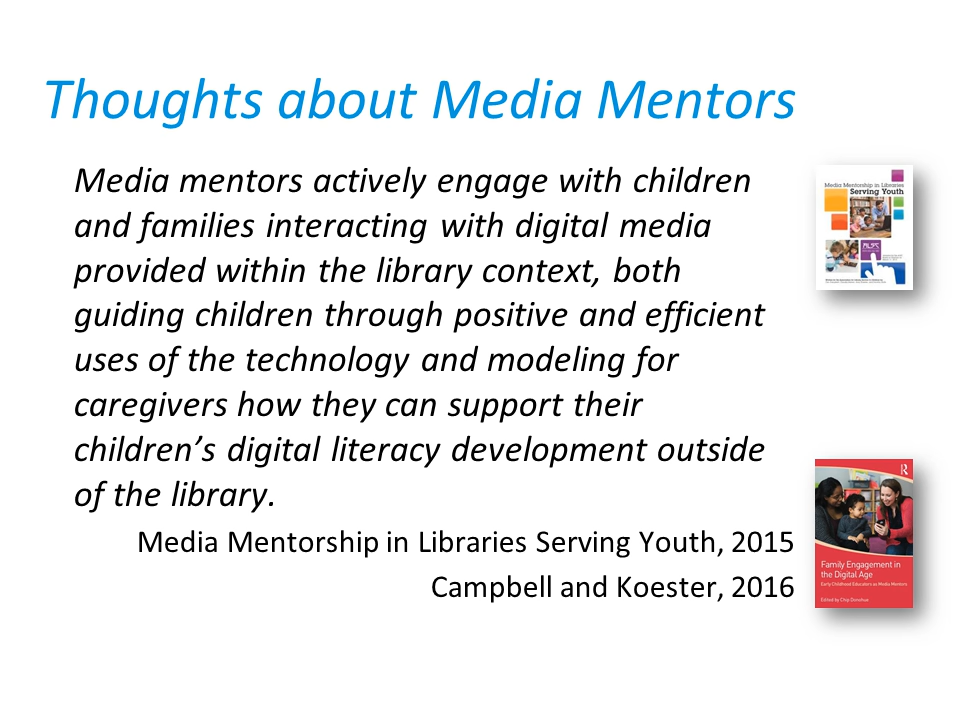 Thoughts about Media Mentors
Media mentors actively engage with children
and families interacting with digital media
provided within the library context, both
guiding children through positive and efficient
uses of the technology and modeling for
caregivers how they can support their
children’s digital literacy development outside
of the library.
Media Mentorship in Libraries Serving Youth, 2015
Campbell and Koester, 2016
Media Mentorship in Libraries
Serving Youth
R
Family Engagement in
the Digital Age
Early Childhood Educators as Media Mentors
Edited by Chip Donohue